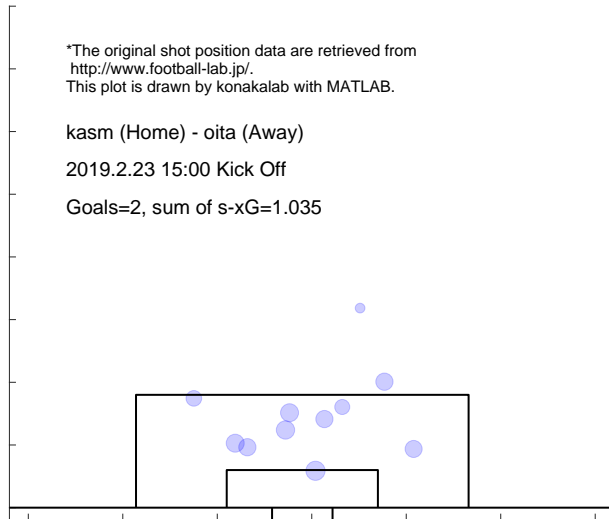 *The original shot position data are retrieved from
http://www.football-lab.jp/.
This plot is drawn by konakalab with MATLAB.
kasm (Home) - oita (Away)
2019.2.23 15:00 Kick Off
Goals=2, sum of s-xG=1.035